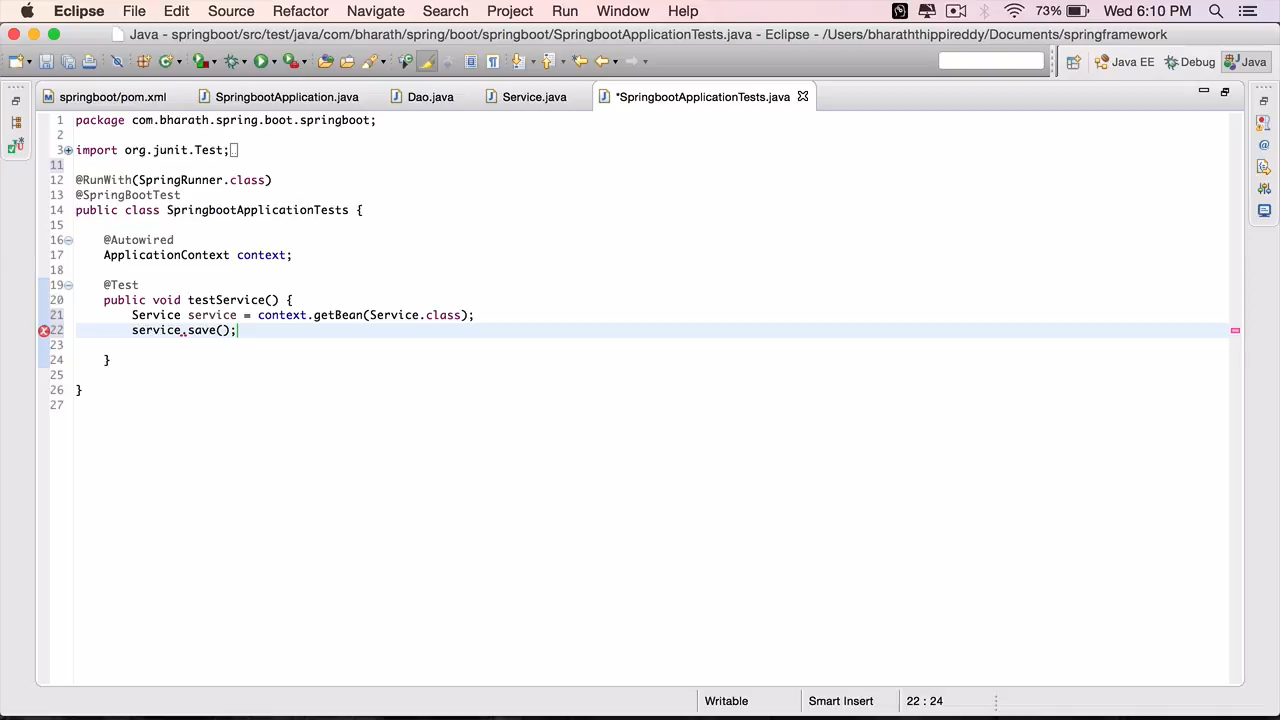 Eclipse File Edit Source Refactor Navigate Search Project Run Window Help 73% Wed 6:10 PM
Java - springboot/src/test/java/com/bharath/spring/boot/springboot/SpringbootApplicationTests.java - Eclipse - /Users/bharaththippireddy/Documents/springframework
Java EE Debug Java
springboot/pom.xml SpringbootApplication.java Dao.java Service.java *SpringbootApplicationTests.java
1 package com.bharath.spring.boot.springboot;
2
3 import org.junit.Test;
11
12 @RunWith(SpringRunner.class)
13 @SpringBootTest
14 public class SpringbootApplicationTests {
15
16 @Autowired
17 ApplicationContext context;
18
19 @Test
20 public void testService() {
21 Service service = context.getBean(Service.class);
22 service.save();
23
24 }
25
26 }
27
Writable Smart Insert 22 : 24